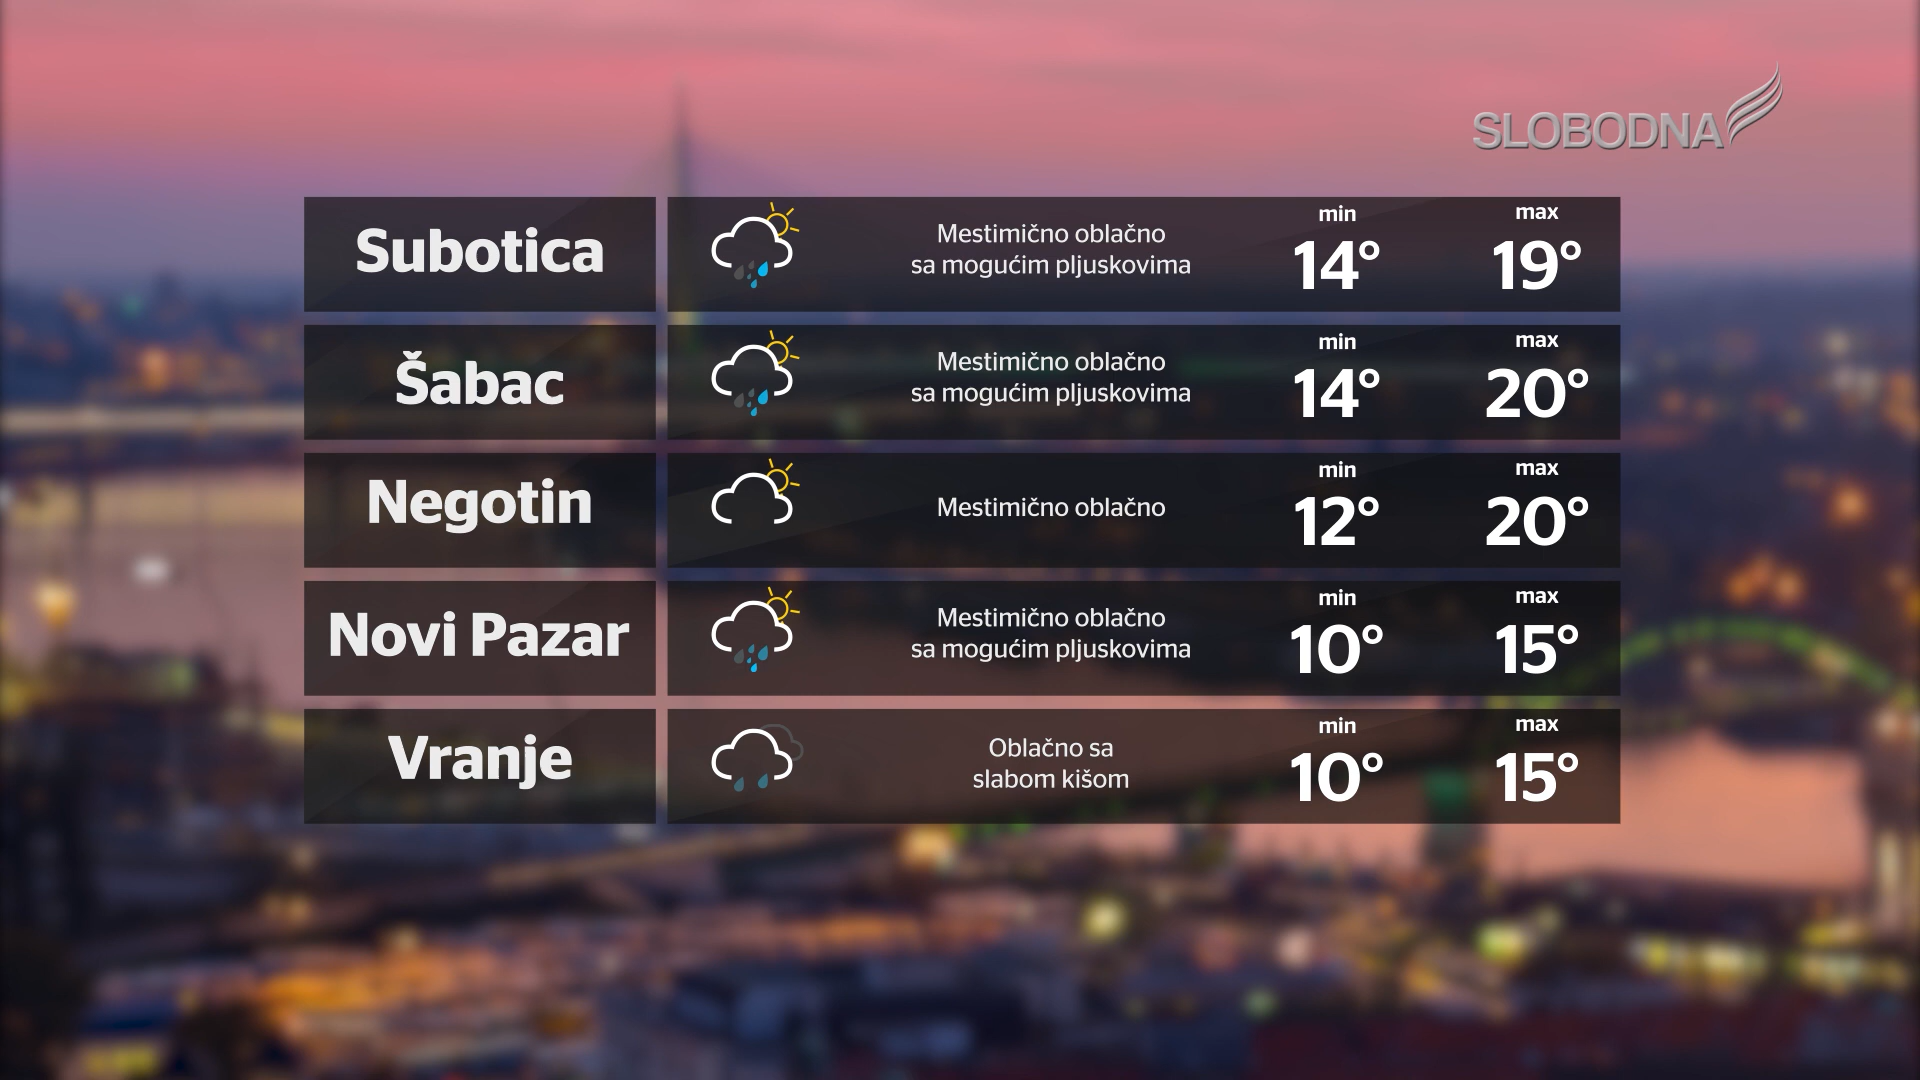 SLOBODNA
Subotica
Mestimično oblačno
sa mogućim pljuskovima
min
14°
max
19°
Šabac
Mestimično oblačno
sa mogućim pljuskovima
min
14°
max
20°
Negotin
Mestimično oblačno
min
12°
max
20°
Novi Pazar
Mestimično oblačno
sa mogućim pljuskovima
min
10°
max
15°
Vranje
Oblačno sa
slabom kišom
min
10°
max
15°